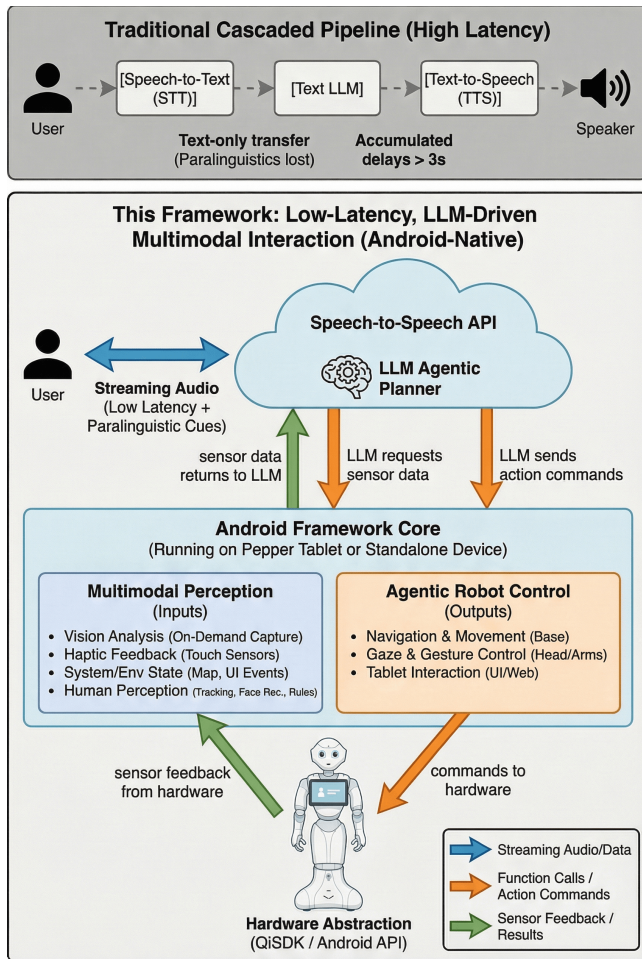 Traditional Cascaded Pipeline (High Latency)
User
[Speech-to-Text
(STT)]
[Text LLM]
[Text-to-Speech
(TTS)]
Speaker
Text-only transfer
(Paralinguistics lost)
Accumulated
delays > 3s
This Framework: Low-Latency, LLM-Driven
Multimodal Interaction (Android-Native)
Speech-to-Speech API
LLM Agentic
Planner
User
Streaming Audio
(Low Latency +
Paralinguistic Cues)
sensor data
returns to LLM
LLM requests
sensor data
LLM sends
action commands
Android Framework Core
(Running on Pepper Tablet or Standalone Device)
Multimodal Perception
(Inputs)
• Vision Analysis (On-Demand Capture)
• Haptic Feedback (Touch Sensors)
• System/Env State (Map, UI Events)
• Human Perception (Tracking, Face Rec., Rules)
Agentic Robot Control
(Outputs)
• Navigation & Movement (Base)
• Gaze & Gesture Control (Head/Arms)
• Tablet Interaction (UI/Web)
sensor feedback
from hardware
commands to
hardware
Hardware Abstraction
(QiSDK / Android API)
Streaming Audio/Data
Function Calls /
Action Commands
Sensor Feedback /
Results